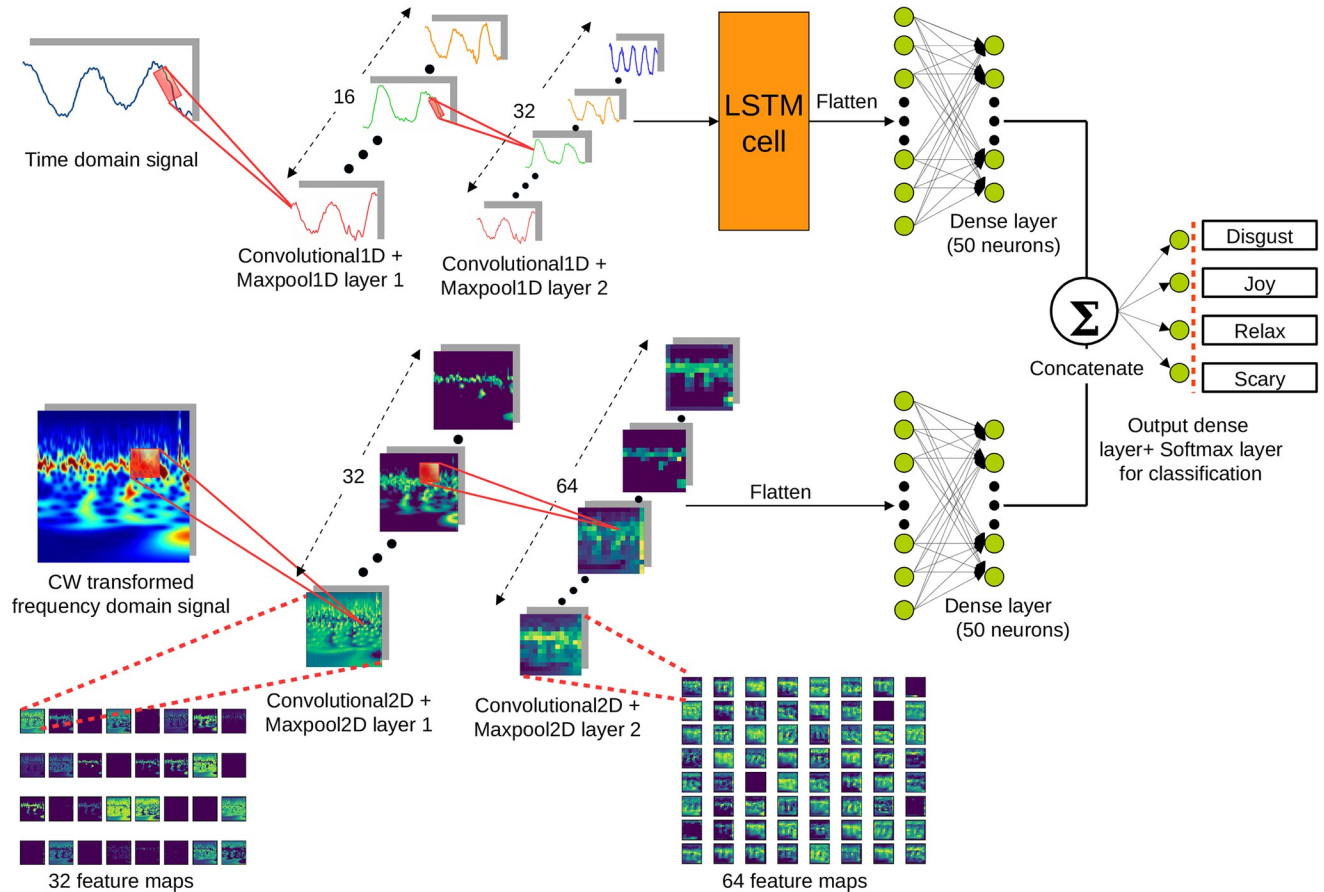 Time domain signal
16
Convolutional1D +
Maxpool1D layer 1
32
Convolutional1D +
Maxpool1D layer 2
LSTM
cell
Flatten
Dense layer
(50 neurons)
Σ
Concatenate
Disgust
Joy
Relax
Scary
Output dense
layer+ Softmax layer
for classification
CW transformed
frequency domain signal
32
Convolutional2D +
Maxpool2D layer 1
64
Convolutional2D +
Maxpool2D layer 2
Flatten
Dense layer
(50 neurons)
32 feature maps
64 feature maps